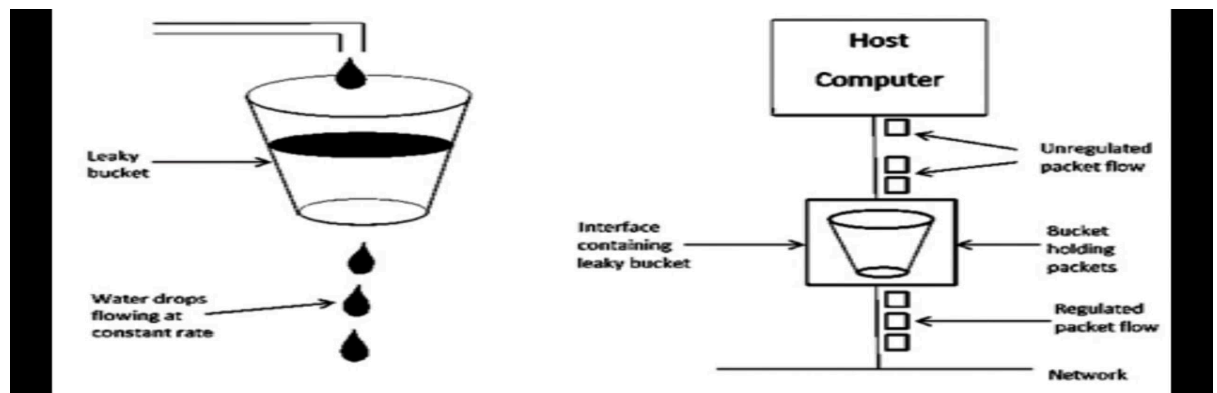 Leaky
bucket
Water drops
flowing at
constant rate
Host
Computer
Unregulated
packet flow
Interface
containing
leaky bucket
Bucket
holding
packets
Regulated
packet flow
Network